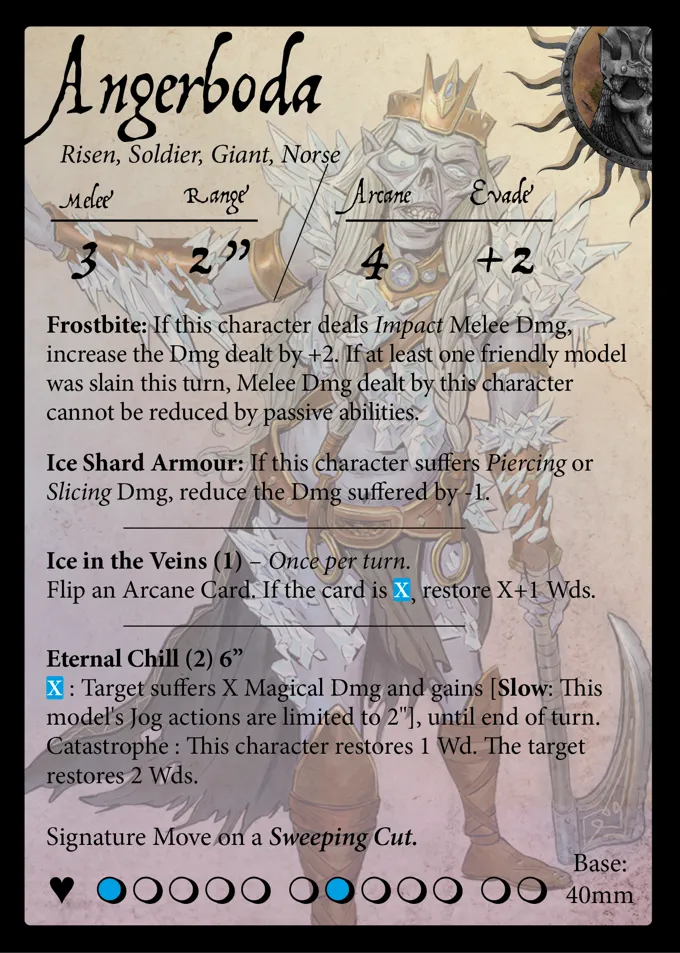 Angerboda
Risen, Soldier, Giant, Norse
Melee Range Arcane Evade
3 2” 4 +2
Frostbite: If this character deals Impact Melee Dmg,
increase the Dmg dealt by +2. If at least one friendly model
was slain this turn, Melee Dmg dealt by this character
cannot be reduced by passive abilities.
Ice Shard Armour: If this character suffers Piercing or
Slicing Dmg, reduce the Dmg suffered by -1.
Ice in the Veins (1) – Once per turn.
Flip an Arcane Card. If the card is X, restore X+1 Wds.
Eternal Chill (2) 6”
X : Target suffers X Magical Dmg and gains [Slow: This
model's Jog actions are limited to 2"], until end of turn.
Catastrophe : This character restores 1 Wd. The target
restores 2 Wds.
Signature Move on a Sweeping Cut.
Base:
40mm